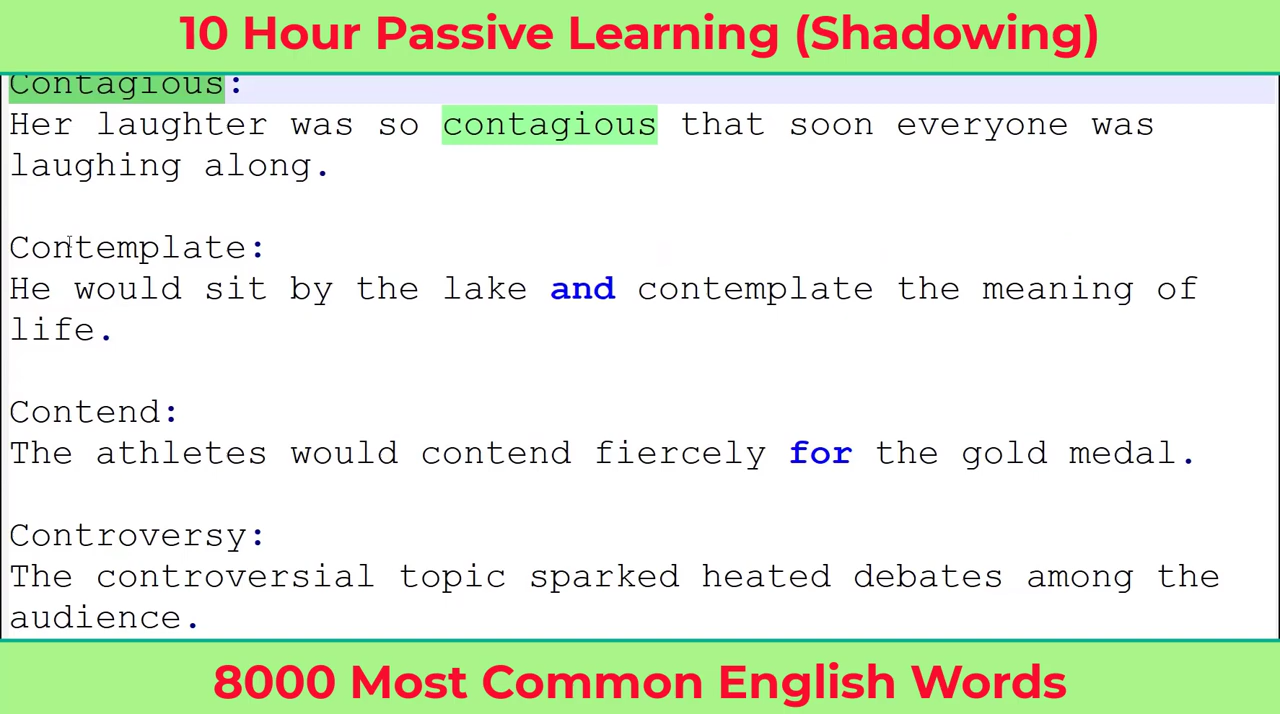 10 Hour Passive Learning (Shadowing)
Contagious:
Her laughter was so contagious that soon everyone was
laughing along.
Contemplate:
He would sit by the lake and contemplate the meaning of
life.
Contend:
The athletes would contend fiercely for the gold medal.
Controversy:
The controversial topic sparked heated debates among the
audience.
8000 Most Common English Words